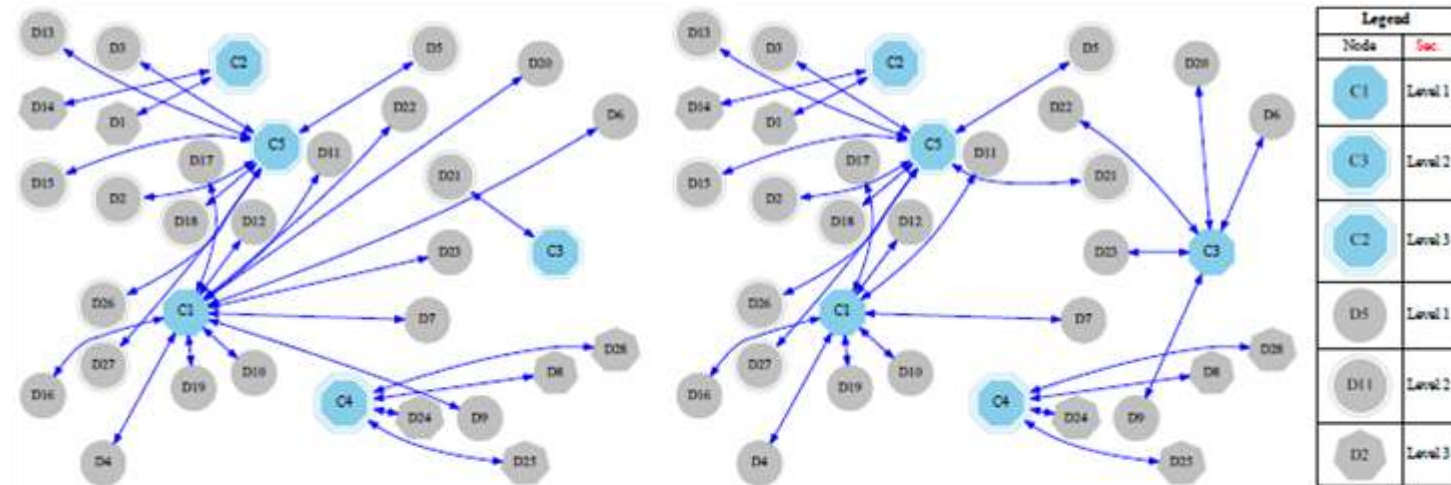 D13
D3
C2
D5
D20
D14
D1
D22
D6
C5
D17
D11
D15
D2
D21
D18
D12
C3
D23
D26
C1
D7
D27
D28
D16
D19
D10
D8
C4
D24
D9
D4
D25
D13
D3
C2
D5
D20
D14
D1
D22
D6
C5
D17
D11
D15
D2
D21
D18
D12
D23
C3
D26
C1
D7
D27
D28
D16
D19
D10
D8
C4
D24
D9
D4
D25
Legend
Node Sec.
C1 Level 1
C3 Level 2
C2 Level 3
D5 Level 1
D11 Level 2
D2 Level 3